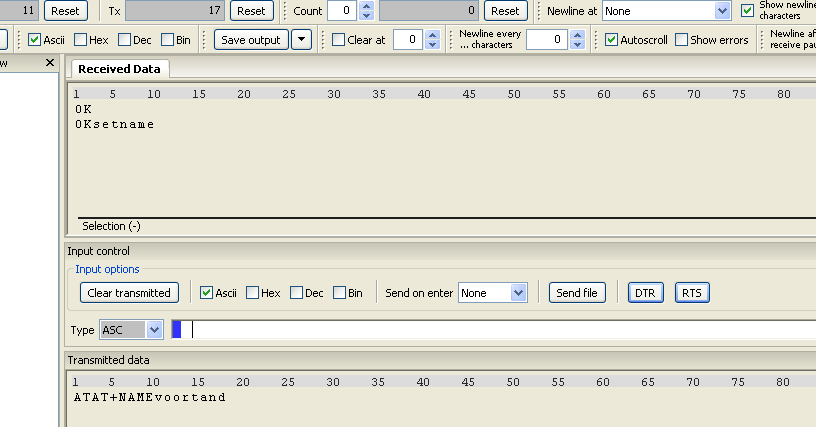 11 Reset Tx 17 Reset Count 0 0 Reset Newline at None Show newline characters
Ascii Hex Dec Bin Save output Clear at 0 Newline every ... characters 0 Autoscroll Show errors Newline af receive pau
w
Received Data
1 5 10 15 20 25 30 35 40 45 50 55 60 65 70 75 80
OK
OKsetname
Selection (-)
Input control
Input options
Clear transmitted Ascii Hex Dec Bin Send on enter None Send file DTR RTS
Type ASC
Transmitted data
1 5 10 15 20 25 30 35 40 45 50 55 60 65 70 75 80
ATAT+NAMEvoortand